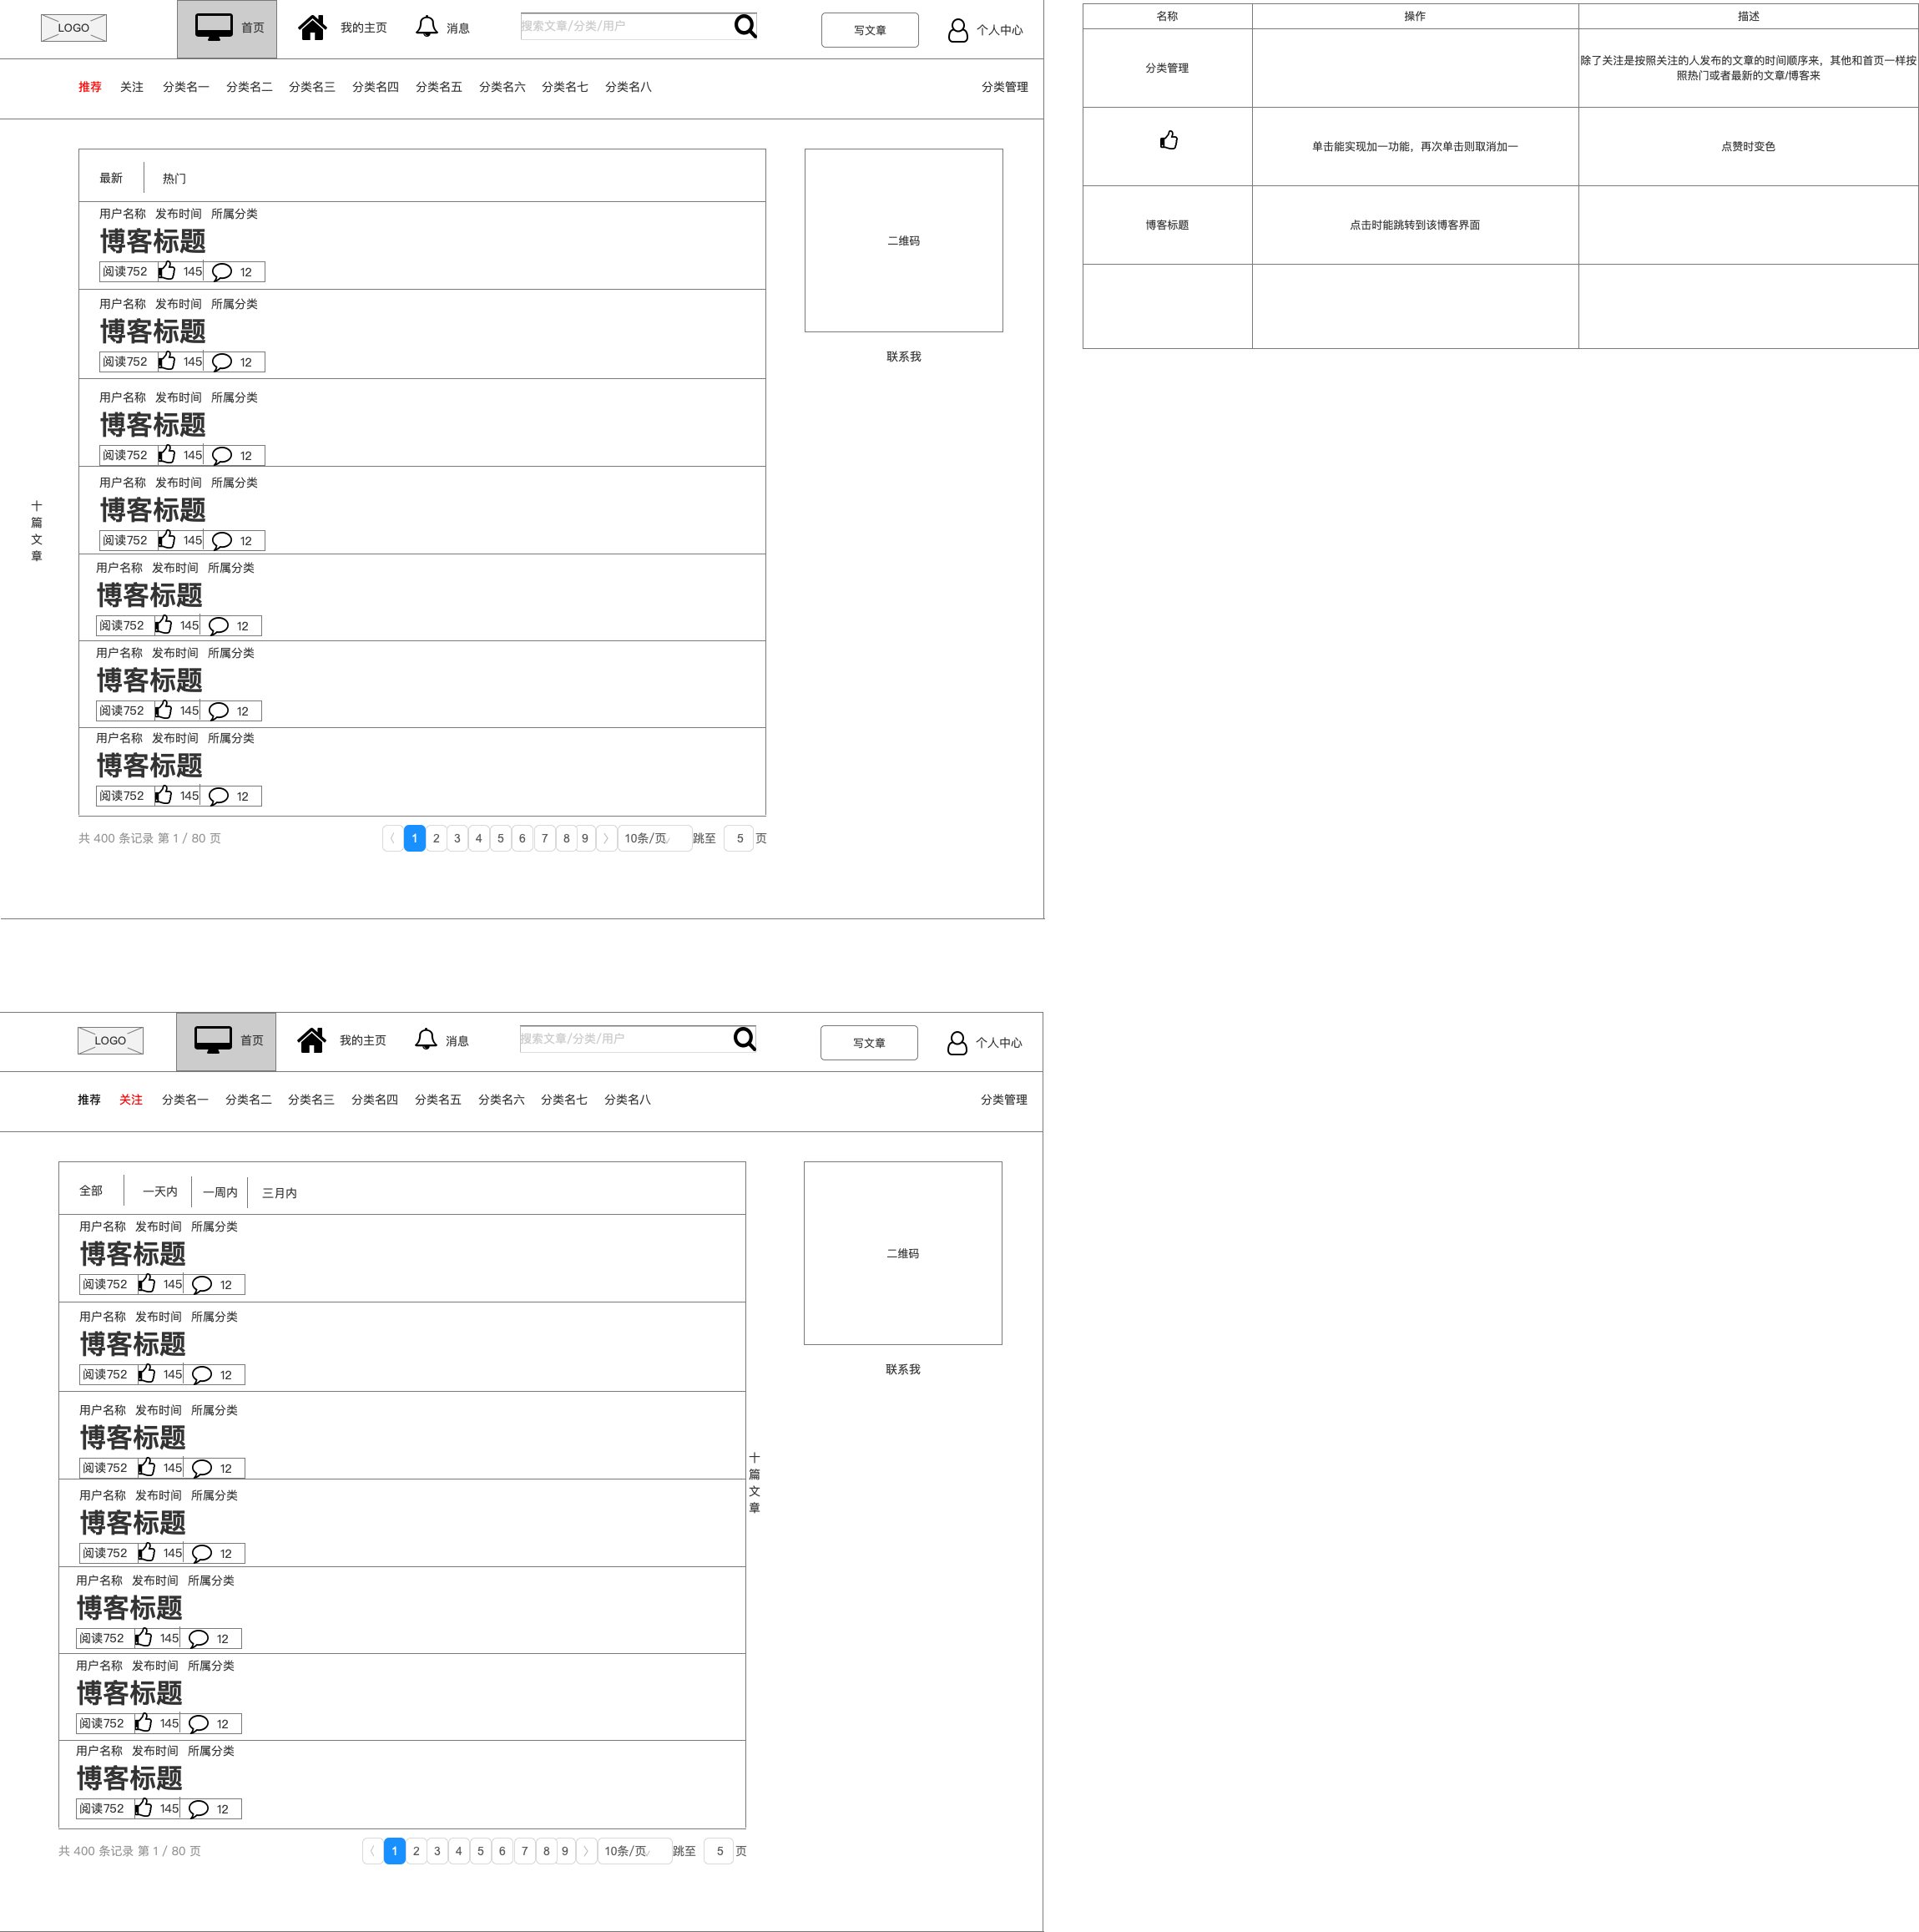 LOGO 首页 我的主页 消息 搜索文章/分类/用户 写文章 个人中心
推荐 关注 分类名一 分类名二 分类名三 分类名四 分类名五 分类名六 分类名七 分类名八 分类管理
最新 热门
用户名称 发布时间 所属分类
博客标题
阅读752 145 12
用户名称 发布时间 所属分类
博客标题
阅读752 145 12
用户名称 发布时间 所属分类
博客标题
阅读752 145 12
用户名称 发布时间 所属分类
博客标题
阅读752 145 12
用户名称 发布时间 所属分类
博客标题
阅读752 145 12
用户名称 发布时间 所属分类
博客标题
阅读752 145 12
用户名称 发布时间 所属分类
博客标题
阅读752 145 12
十
篇
文
章
二维码
联系我
共 400 条记录 第 1 / 80 页 1 2 3 4 5 6 7 8 9 10条/页 跳至 5 页
名称 操作 描述
分类管理
除了关注是按照关注的人发布的文章的时间顺序来，其他和首页一样按
照热门或者最新的文章/博客来
单击能实现加一功能，再次单击则取消加一 点赞时变色
博客标题 点击时能跳转到该博客界面
LOGO 首页 我的主页 消息 搜索文章/分类/用户 写文章 个人中心
推荐 关注 分类名一 分类名二 分类名三 分类名四 分类名五 分类名六 分类名七 分类名八 分类管理
全部 一天内 一周内 三月内
用户名称 发布时间 所属分类
博客标题
阅读752 145 12
用户名称 发布时间 所属分类
博客标题
阅读752 145 12
用户名称 发布时间 所属分类
博客标题
阅读752 145 12
用户名称 发布时间 所属分类
博客标题
阅读752 145 12
用户名称 发布时间 所属分类
博客标题
阅读752 145 12
用户名称 发布时间 所属分类
博客标题
阅读752 145 12
用户名称 发布时间 所属分类
博客标题
阅读752 145 12
十
篇
文
章
二维码
联系我
共 400 条记录 第 1 / 80 页 1 2 3 4 5 6 7 8 9 10条/页 跳至 5 页